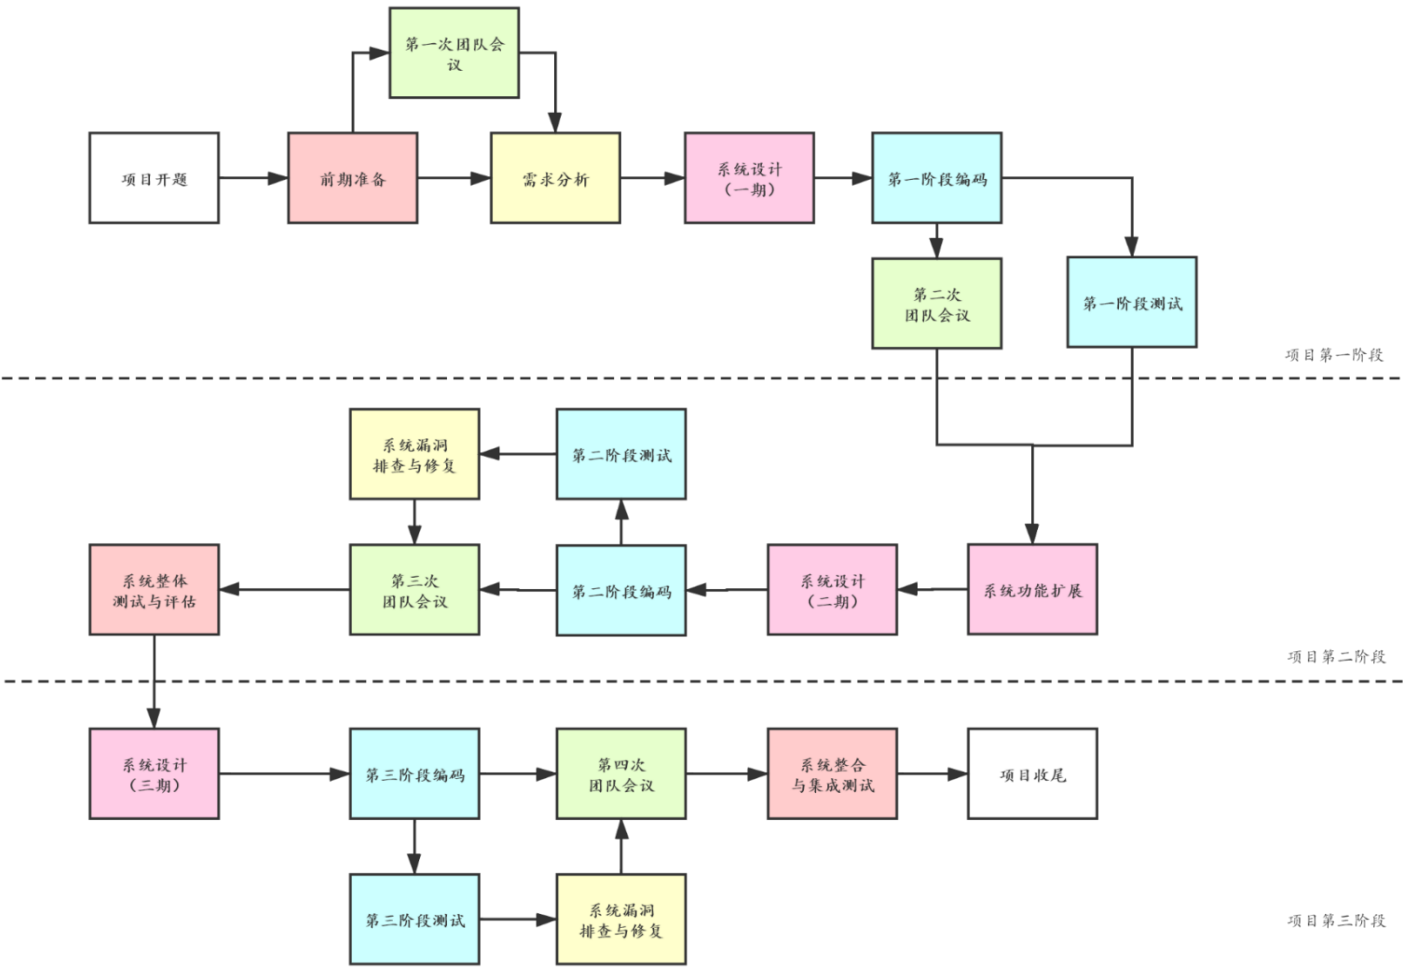 第一次团队会
议
项目开题
前期准备
需求分析
系统设计
（一期）
第一阶段编码
第二次
团队会议
第一阶段测试
项目第一阶段
系统漏洞
排查与修复
第二阶段测试
系统整体
测试与评估
第三次
团队会议
第二阶段编码
系统设计
（二期）
系统功能扩展
项目第二阶段
系统设计
（三期）
第三阶段编码
第四次
团队会议
系统整合
与集成测试
项目收尾
第三阶段测试
系统漏洞
排查与修复
项目第三阶段